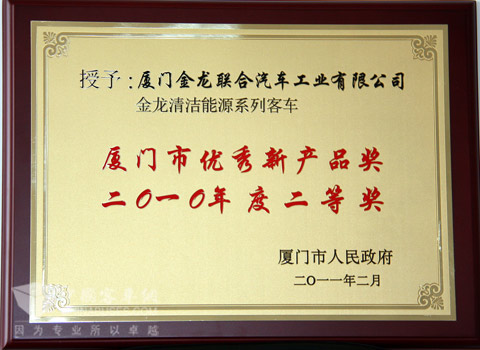 授予：厦门金龙联合汽车工业有限公司
金龙清洁能源系列客车
厦门市优秀新产品奖
二〇一〇年度二等奖
厦门市人民政府
二〇一一年二月
因为专业所以卓越